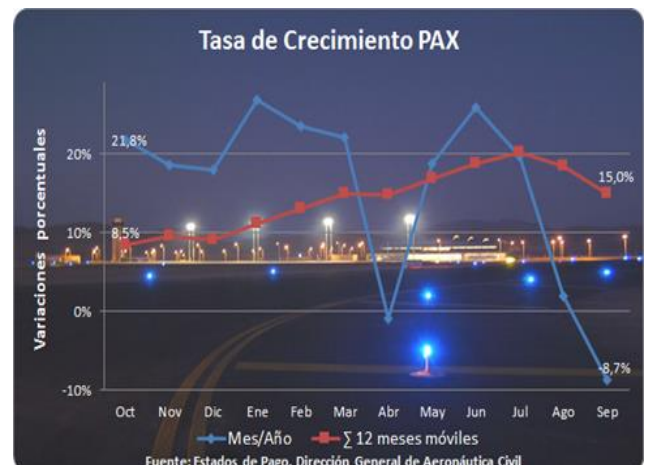 Tasa de Crecimiento PAX
Variaciones porcentuales
20%
10%
0%
-10%
21,8%
8,5%
15,0%
-8,7%
Oct Nov Dic Ene Feb Mar Abr May Jun Jul Ago Sep
Mes/Año ∑ 12 meses móviles
Fuente: Estados de Pago, Dirección General de Aeronáutica Civil